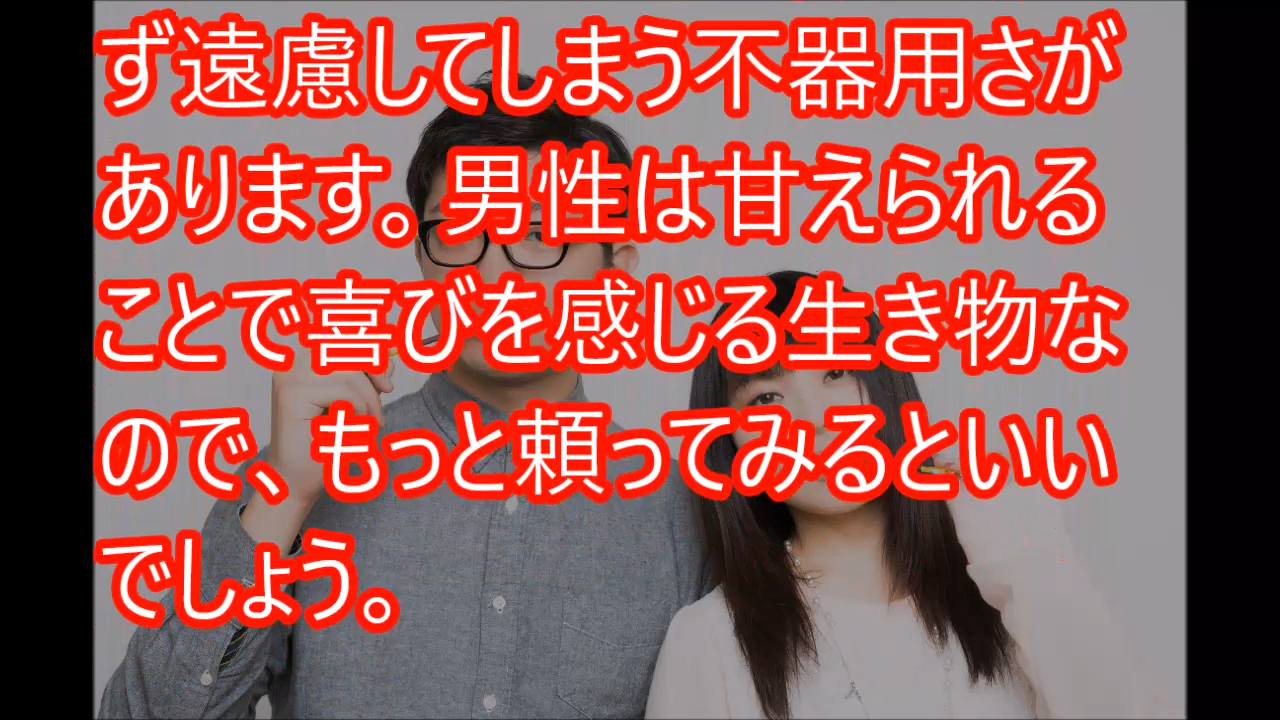 ず遠慮してしまう不器用さが
あります。男性は甘えられる
ことで喜びを感じる生き物な
ので、もっと頼ってみるといい
でしょう。